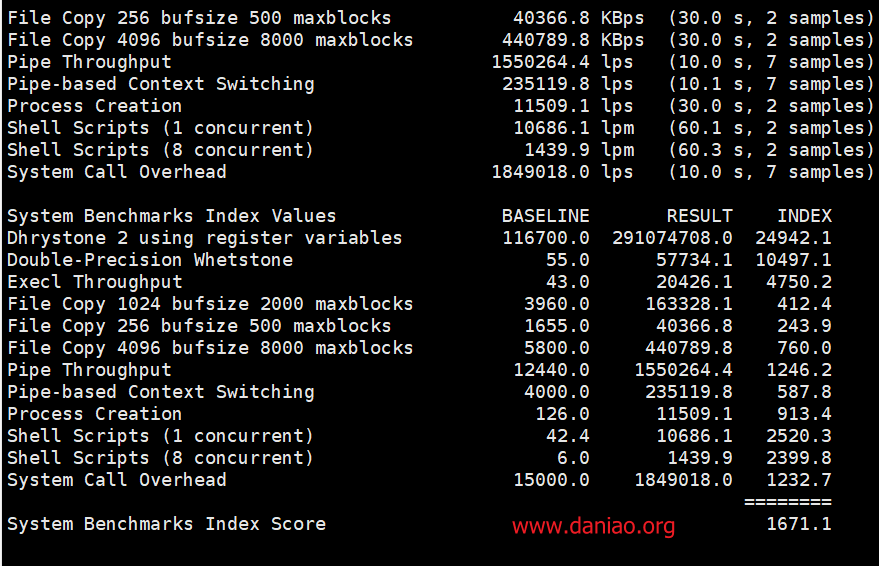 File Copy 256 bufsize 500 maxblocks 40366.8 KBps (30.0 s, 2 samples)
File Copy 4096 bufsize 8000 maxblocks 440789.8 KBps (30.0 s, 2 samples)
Pipe Throughput 1550264.4 lps (10.0 s, 7 samples)
Pipe-based Context Switching 235119.8 lps (10.1 s, 7 samples)
Process Creation 11509.1 lps (30.0 s, 2 samples)
Shell Scripts (1 concurrent) 10686.1 lpm (60.1 s, 2 samples)
Shell Scripts (8 concurrent) 1439.9 lpm (60.3 s, 2 samples)
System Call Overhead 1849018.0 lps (10.0 s, 7 samples)
System Benchmarks Index Values BASELINE RESULT INDEX
Dhrystone 2 using register variables 116700.0 291074708.0 24942.1
Double-Precision Whetstone 55.0 57734.1 10497.1
Execl Throughput 43.0 20426.1 4750.2
File Copy 1024 bufsize 2000 maxblocks 3960.0 163328.1 412.4
File Copy 256 bufsize 500 maxblocks 1655.0 40366.8 243.9
File Copy 4096 bufsize 8000 maxblocks 5800.0 440789.8 760.0
Pipe Throughput 12440.0 1550264.4 1246.2
Pipe-based Context Switching 4000.0 235119.8 587.8
Process Creation 126.0 11509.1 913.4
Shell Scripts (1 concurrent) 42.4 10686.1 2520.3
Shell Scripts (8 concurrent) 6.0 1439.9 2399.8
System Call Overhead 15000.0 1849018.0 1232.7
========
System Benchmarks Index Score www.daniao.org 1671.1